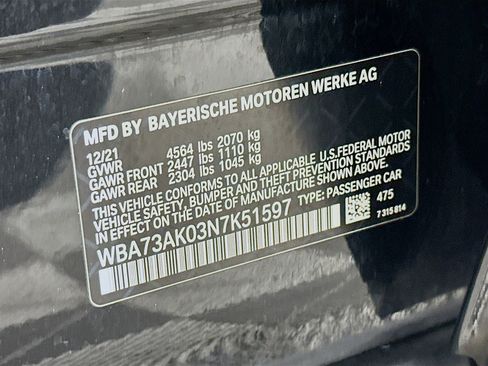 MFD BY BAYERISCHE MOTOREN WERKE AG
12/21
GVWR 4564 lbs 2070 kg
GAWR FRONT 2447 lbs 1110 kg
GAWR REAR 2304 lbs 1045 kg
THIS VEHICLE CONFORMS TO ALL APPLICABLE U.S.FEDERAL MOTOR
VEHICLE SAFETY, BUMPER AND THEFT PREVENTION STANDARDS
IN EFFECT ON THE DATE OF MANUFACTURE SHOWN ABOVE.
WBA73AK03N7K51597 TYPE: PASSENGER CAR
475
7 315 814